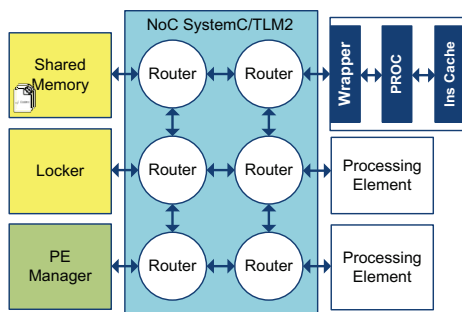 NoC SystemC/TLM2
Shared
Memory
Router
Router
Wrapper
PROC
Ins Cache
Locker
Router
Router
Processing
Element
PE
Manager
Router
Router
Processing
Element